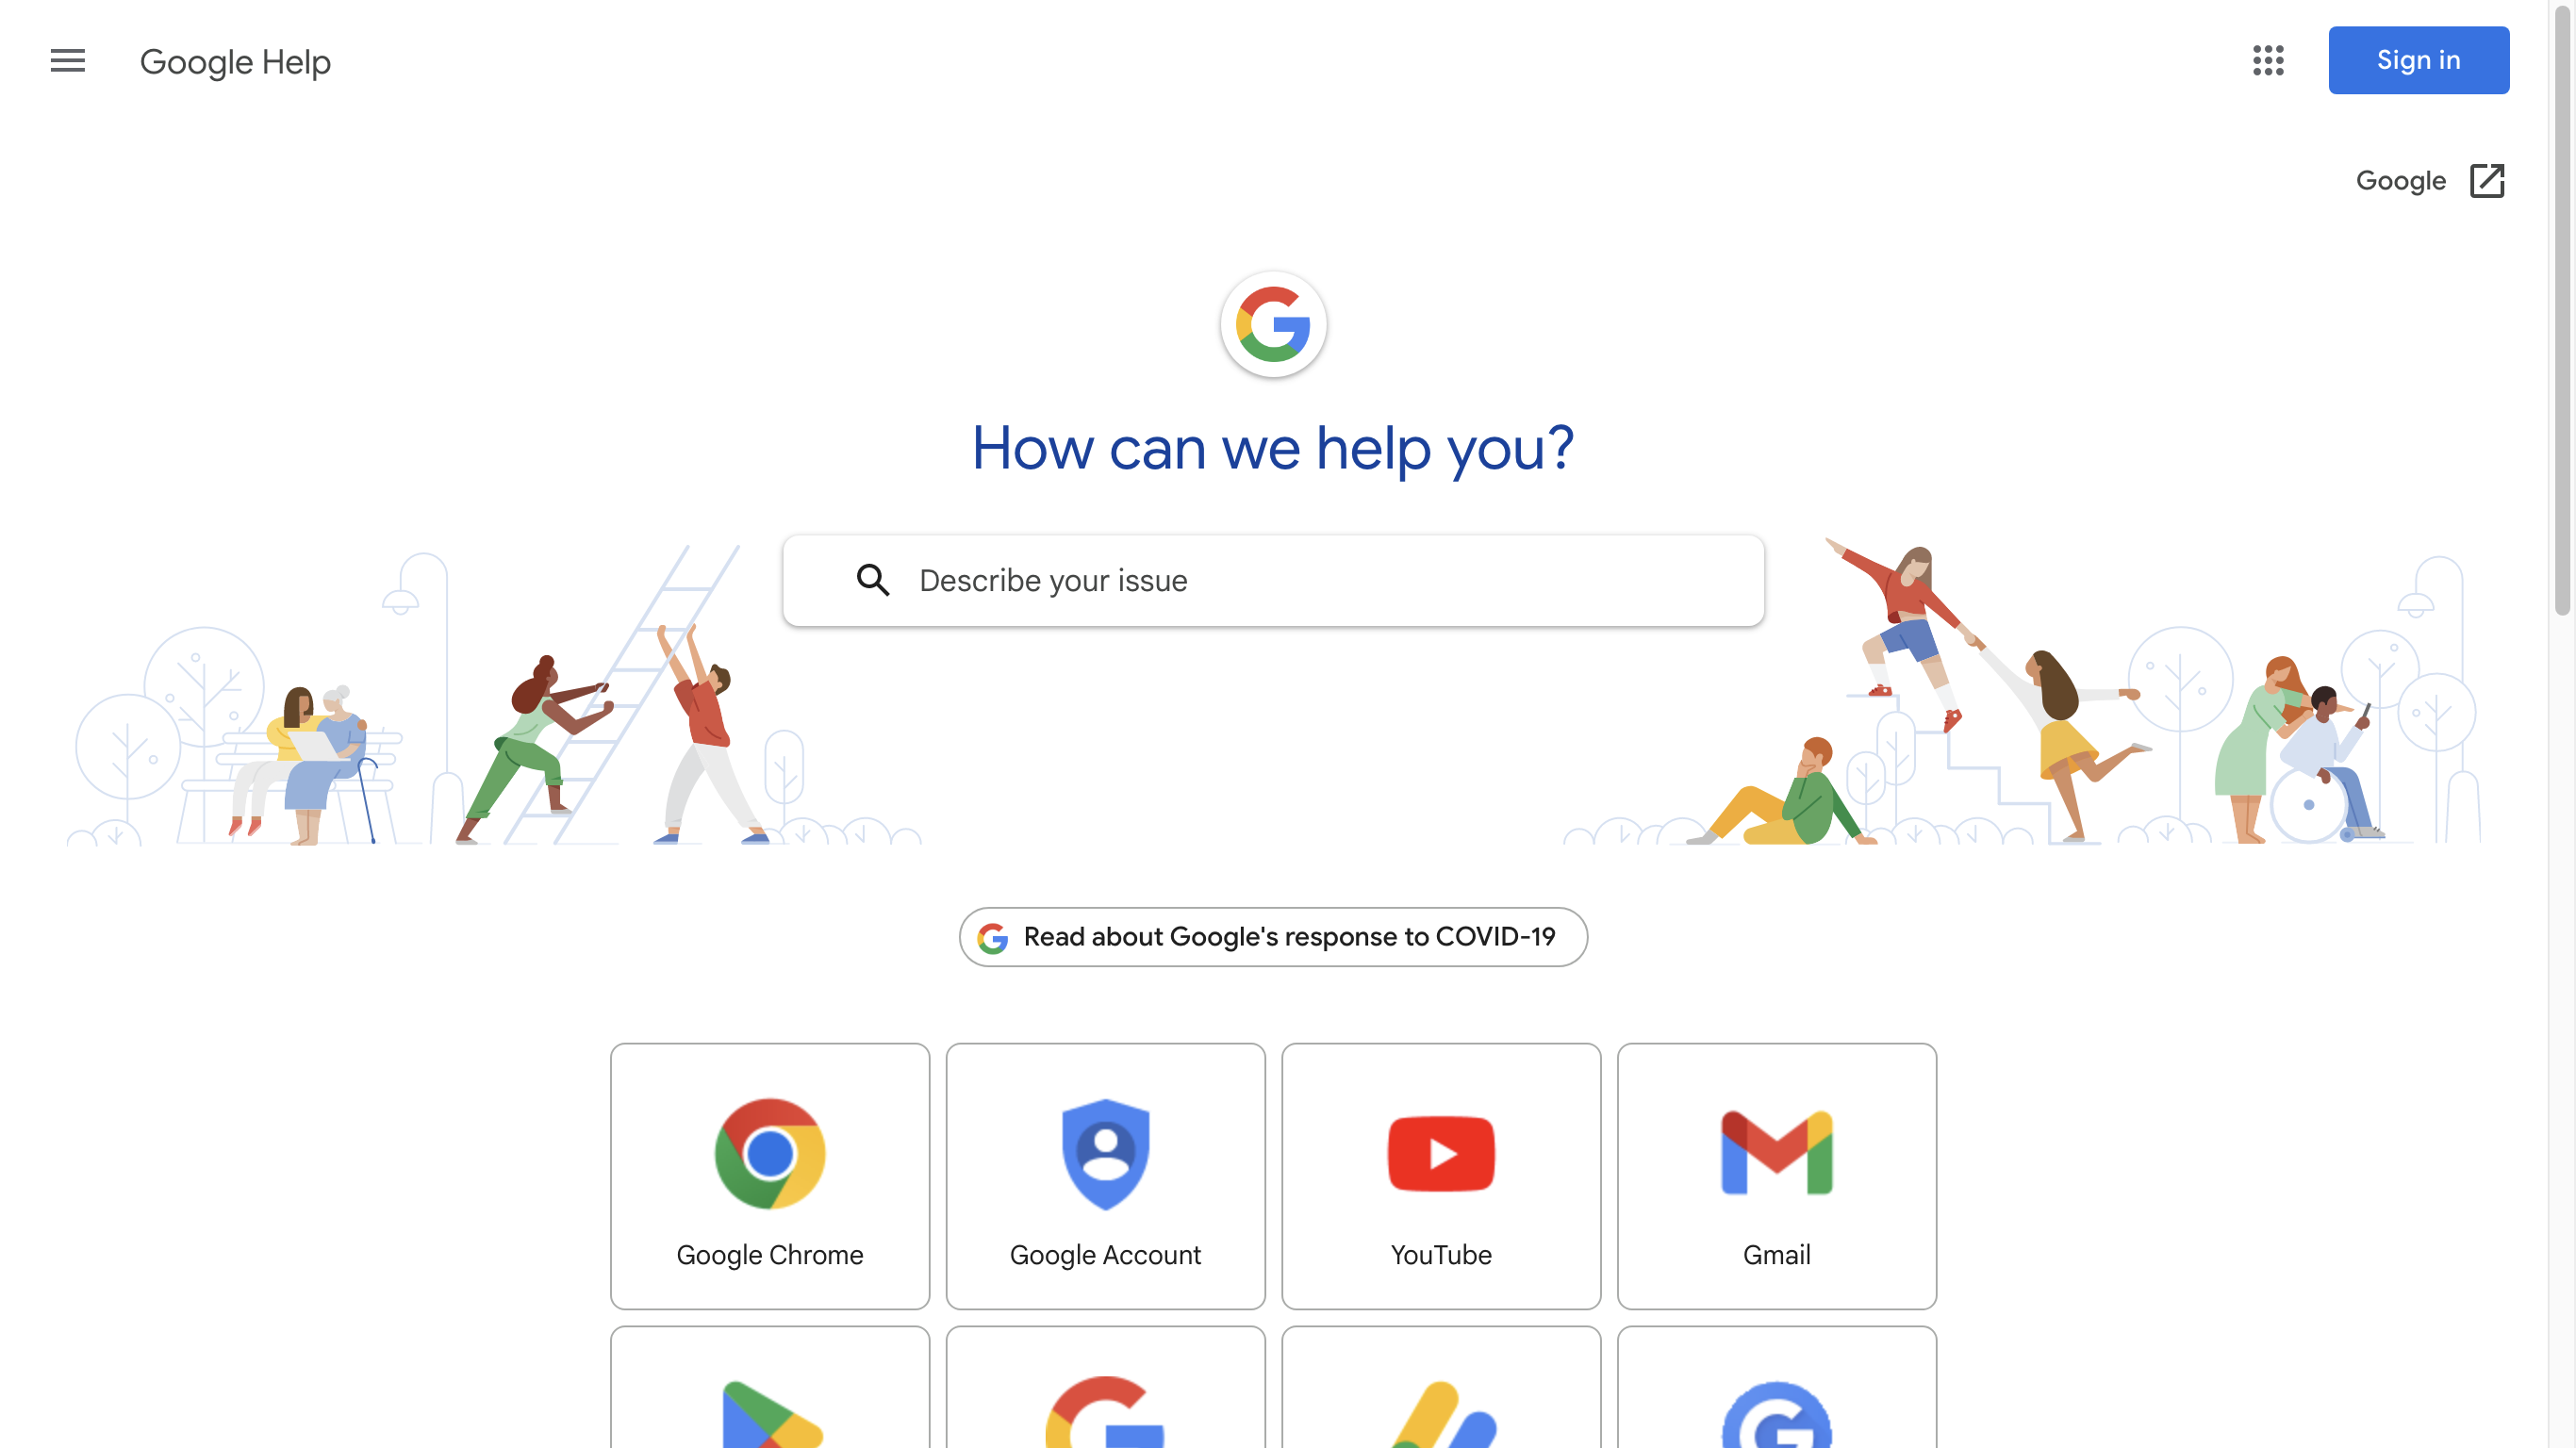 Google Help
Sign in
Google
How can we help you?
Describe your issue
Read about Google's response to COVID-19
Google Chrome
Google Account
YouTube
Gmail